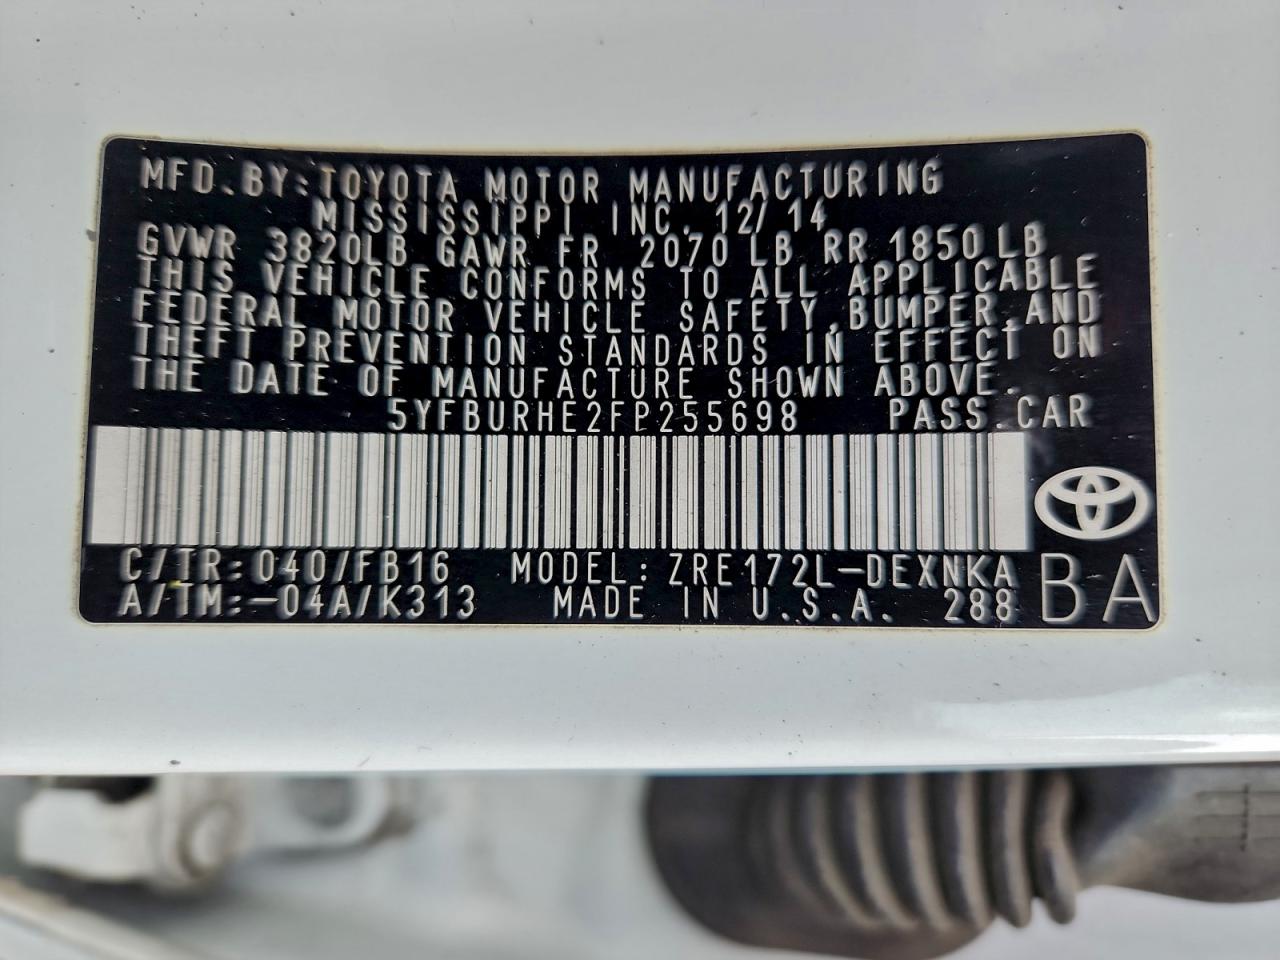 MFD.BY:TOYOTA MOTOR MANUFACTURING
MISSISSIPPI INC. 12/14
GVWR 3820LB GAWR FR 2070 LB RR 1850LB
THIS VEHICLE CONFORMS TO ALL APPLICABLE
FEDERAL MOTOR VEHICLE SAFETY, BUMPER, AND
THEFT PREVENTION STANDARDS IN EFFECT ON
THE DATE OF MANUFACTURE SHOWN ABOVE.
5YFBURHE2FP255698 PASS.CAR
C/TR:040/FB16 MODEL:ZRE172L-DEXNKA
A/TM:-04A/K313 MADE IN U.S.A. 288 BA